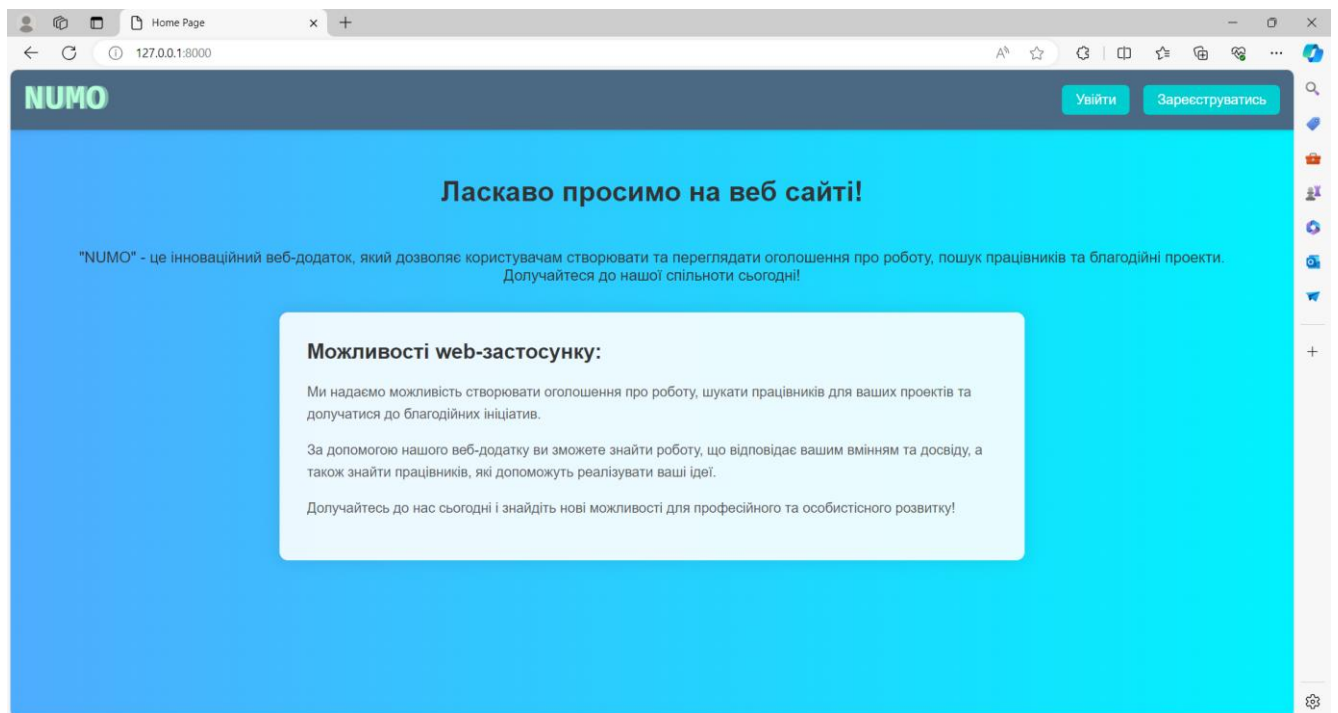 Home Page
127.0.0.1:8000
NUMO
Увійти
Зареєструватись
Ласкаво просимо на веб сайті!
"NUMO" - це інноваційний веб-додаток, який дозволяє користувачам створювати та переглядати оголошення про роботу, пошук працівників та благодійні проекти.
Долучайтеся до нашої спільноти сьогодні!
Можливості web-застосунку:
Ми надаємо можливість створювати оголошення про роботу, шукати працівників для ваших проектів та
долучатися до благодійних ініціатив.
За допомогою нашого веб-додатку ви зможете знайти роботу, що відповідає вашим вмінням та досвіду, а
також знайти працівників, які допоможуть реалізувати ваші ідеї.
Долучайтесь до нас сьогодні і знайдіть нові можливості для професійного та особистісного розвитку!